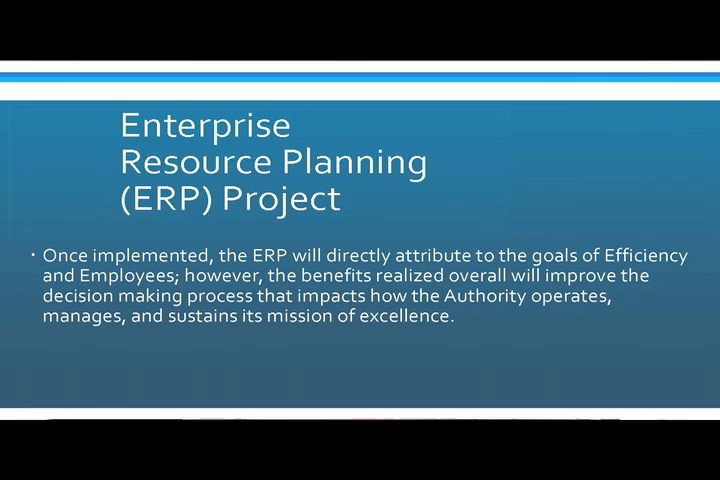 Enterprise
Resource Planning
(ERP) Project
· Once implemented, the ERP will directly attribute to the goals of Efficiency
and Employees; however, the benefits realized overall will improve the
decision making process that impacts how the Authority operates,
manages, and sustains its mission of excellence.